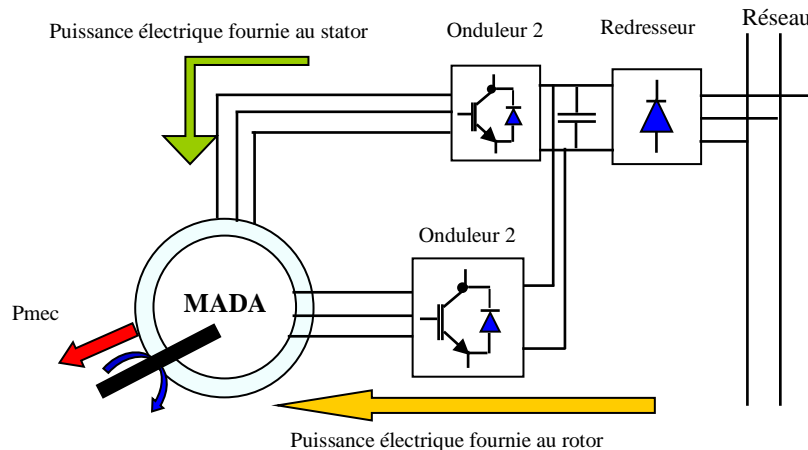 Réseau
Puissance électrique fournie au stator
Onduleur 2
Redresseur
Onduleur 2
MADA
Pmec
Puissance électrique fournie au rotor